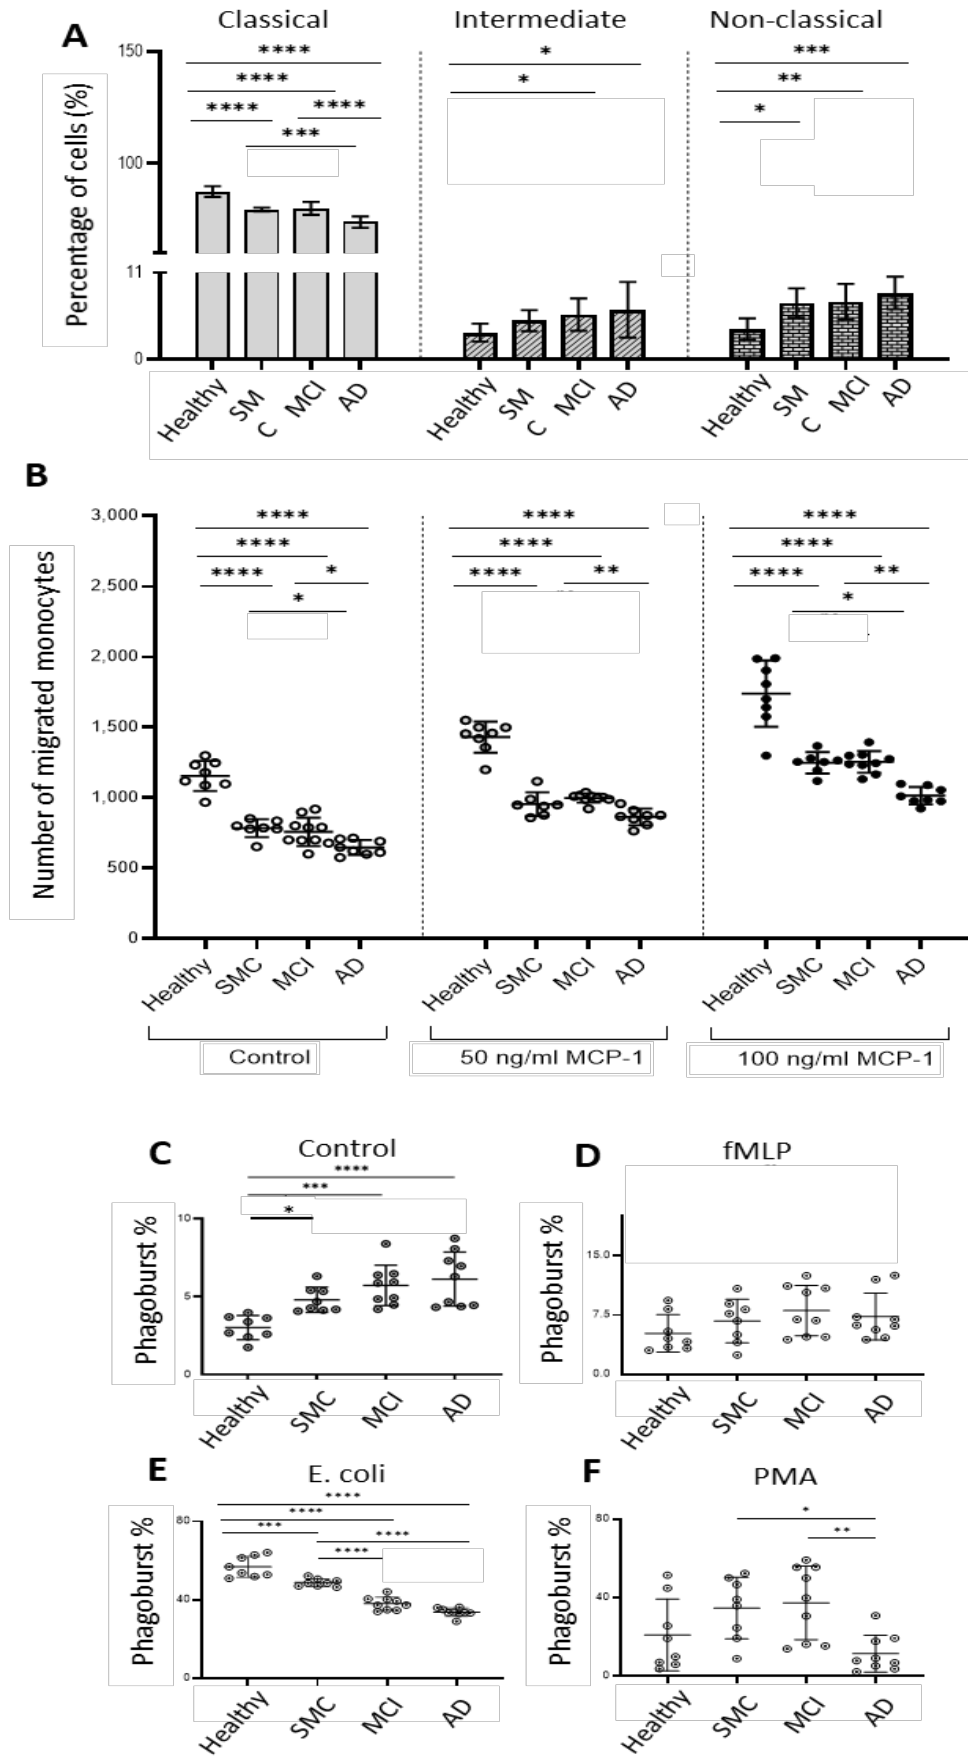 A
Classical
Intermediate
Non-classical
Percentage of cells (%)
150
100
11
0
**** **** **** **** ***
* *
*** ** *
Healthy SM C MCI AD
Healthy SM C MCI AD
Healthy SM C MCI AD
B
Number of migrated monocytes
3,000
2,500
2,000
1,500
1,000
500
0
**** **** **** * *
**** **** **** **
**** **** **** ** *
Healthy SMC MCI AD
Healthy SMC MCI AD
Healthy SMC MCI AD
Control
50 ng/ml MCP-1
100 ng/ml MCP-1
C
Control
Phagoburst %
10
5
0
**** *** *
Healthy SMC MCI AD
D
fMLP
Phagoburst %
15.0
7.5
0.0
Healthy SMC MCI AD
E
E. coli
Phagoburst %
80
40
0
**** **** *** **** ****
Healthy SMC MCI AD
F
PMA
Phagoburst %
80
40
0
* **
Healthy SMC MCI AD